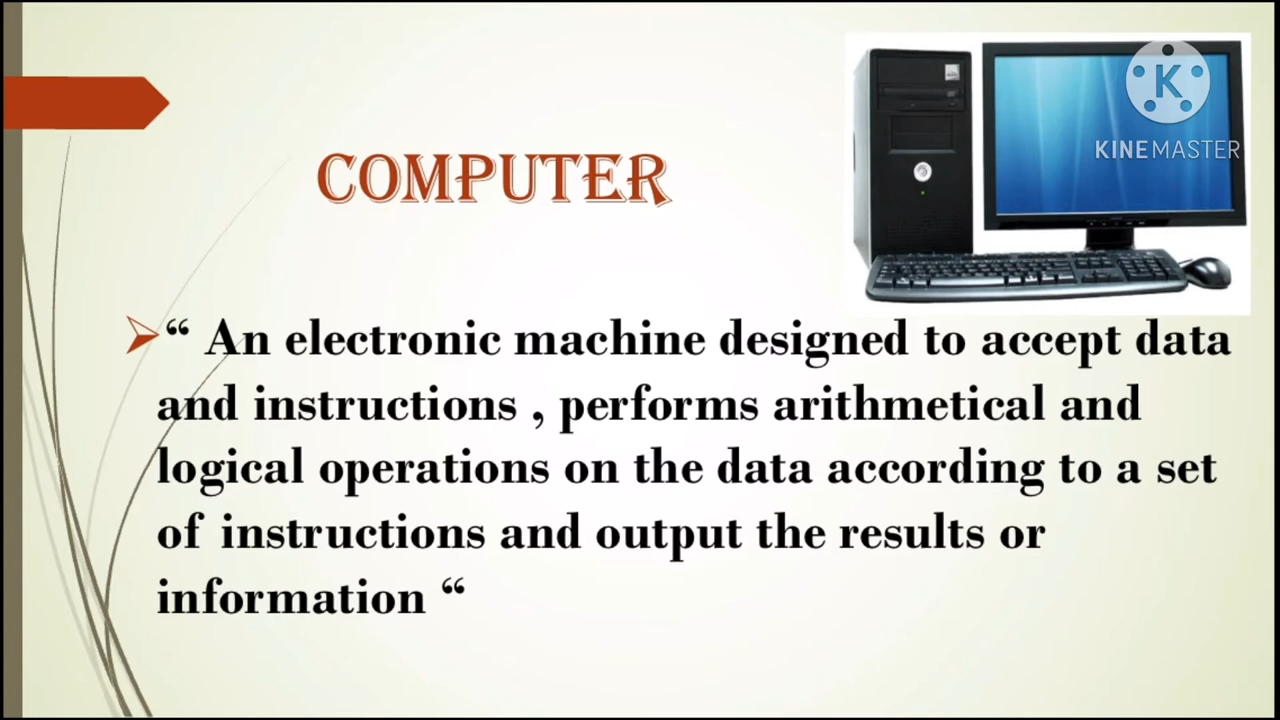 K
KINEMASTER
COMPUTER
“ An electronic machine designed to accept data
and instructions , performs arithmetical and
logical operations on the data according to a set
of instructions and output the results or
information “